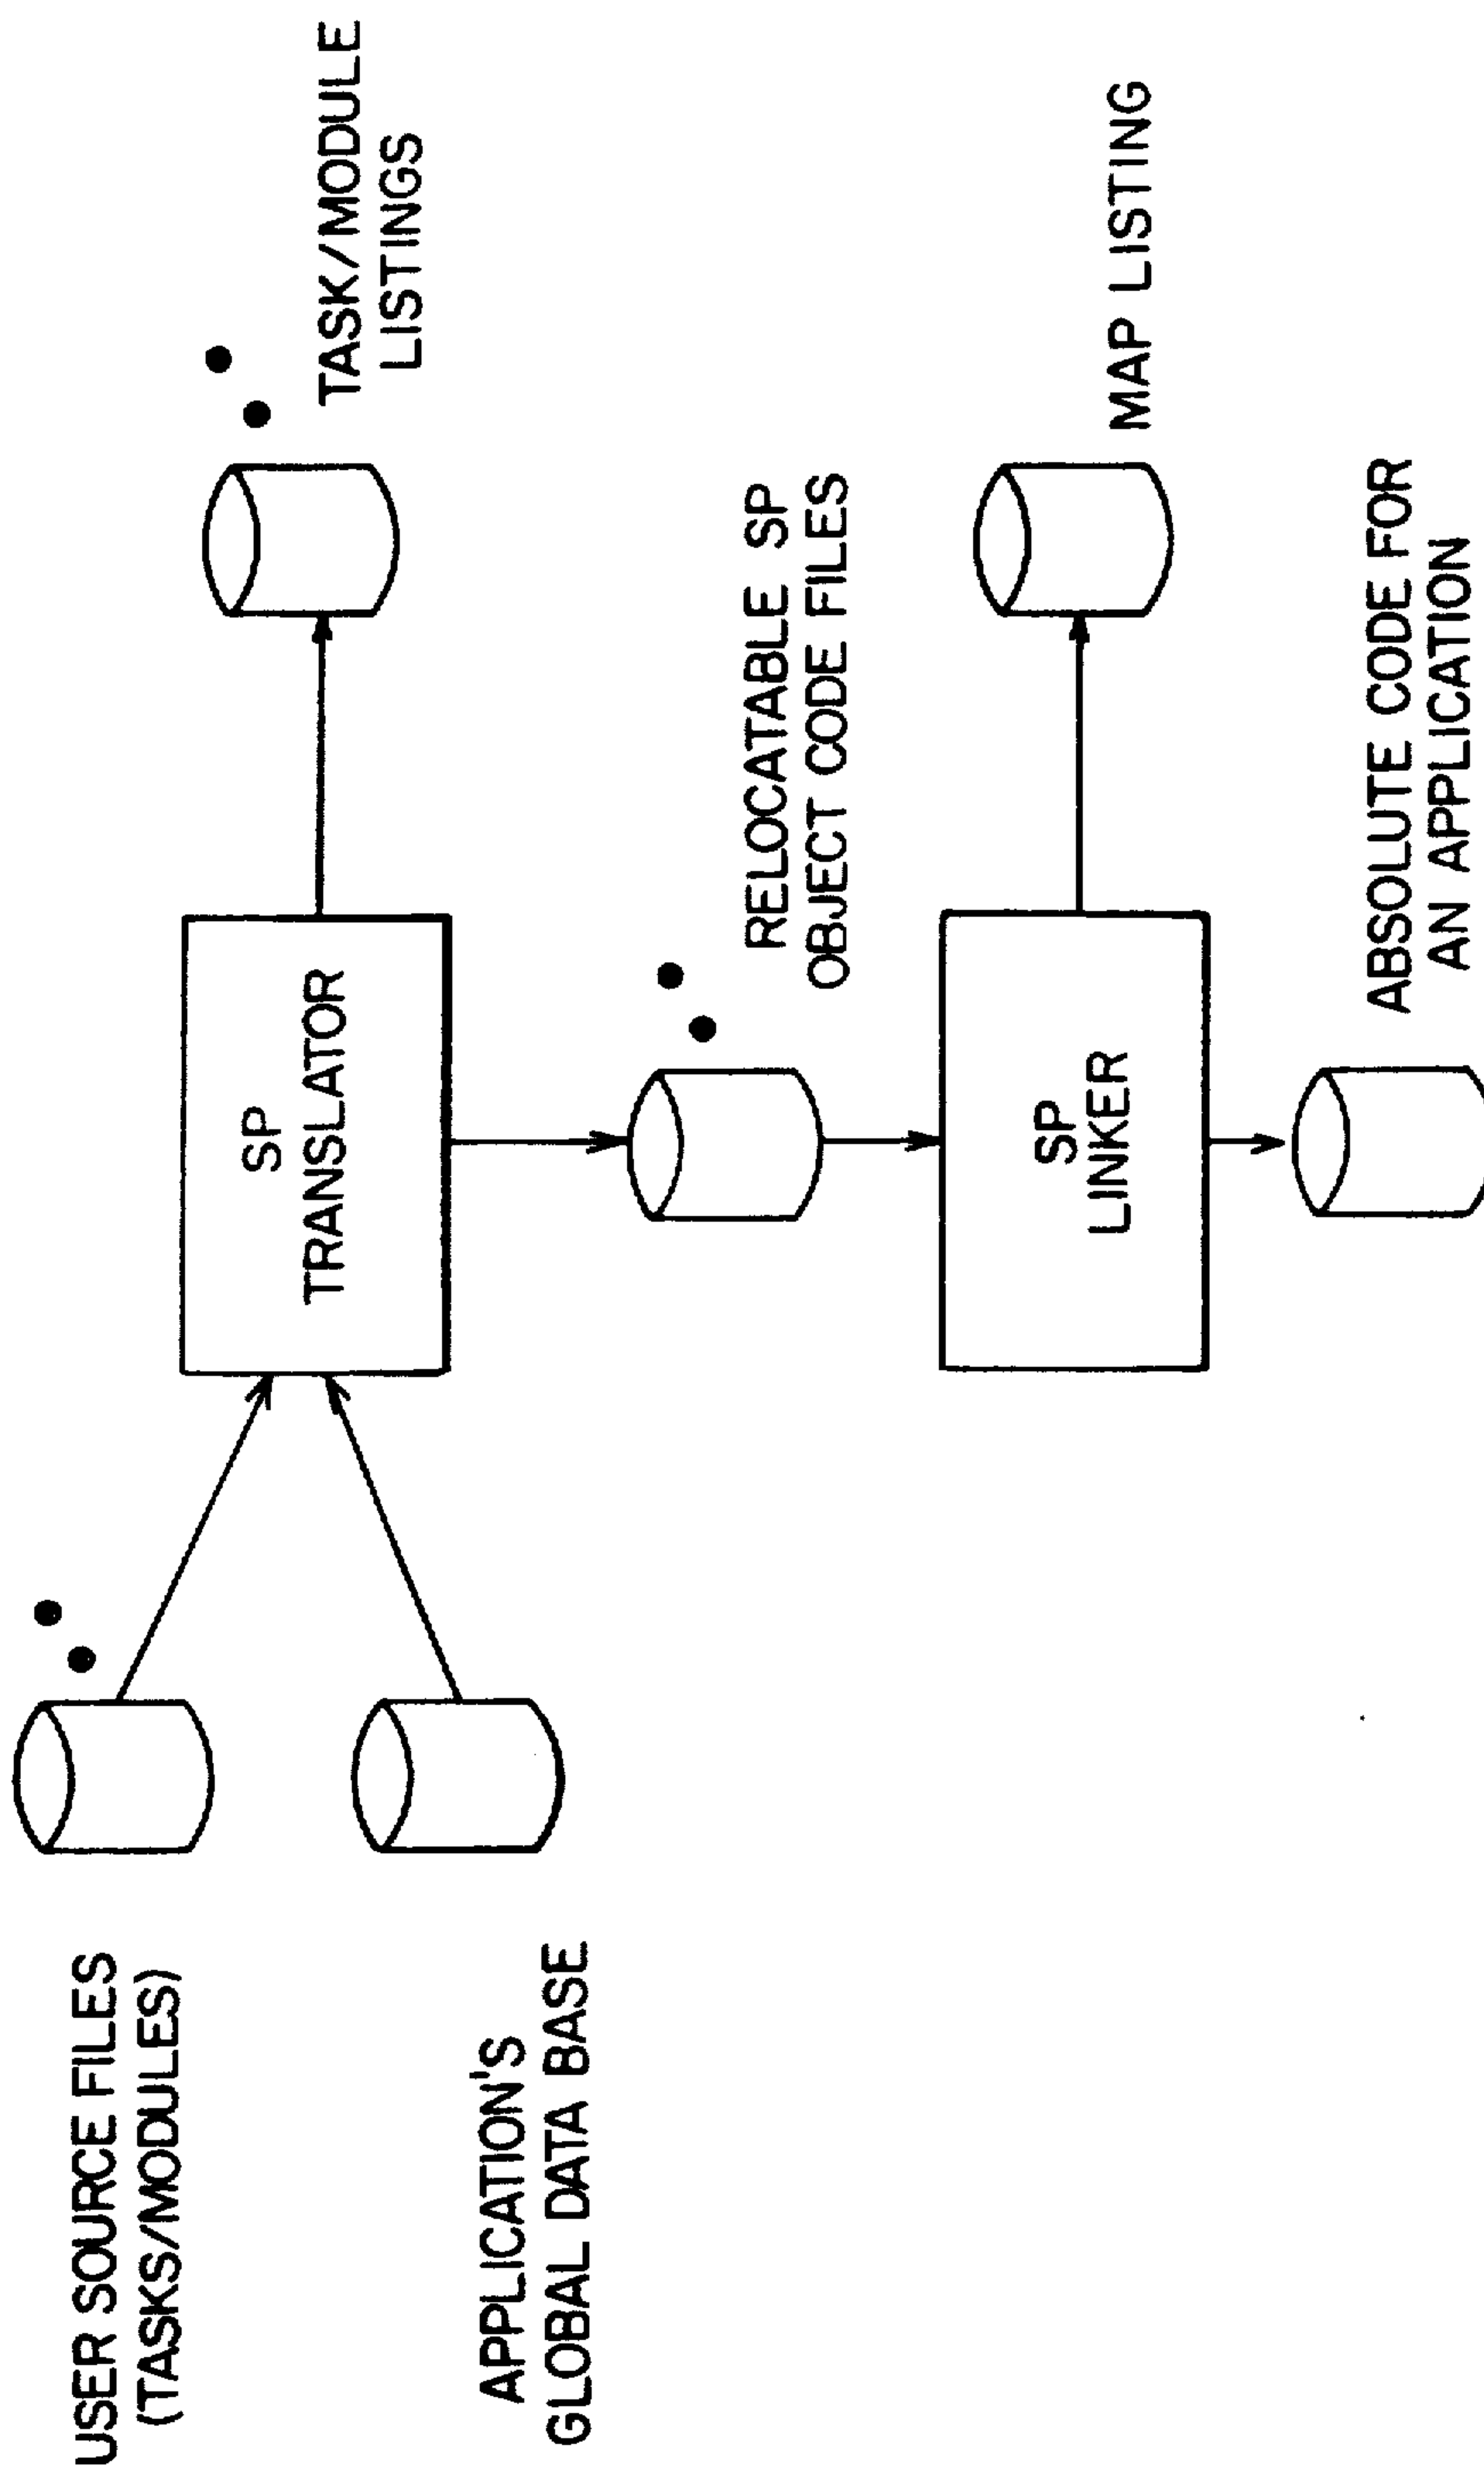 USER SOURCE FILES
(TASKS/MODULES)
SP
TRANSLATOR
TASK/MODULE
LISTINGS
APPLICATION'S
GLOBAL DATA BASE
RELOCATABLE SP
OBJECT CODE FILES
SP
LINKER
MAP LISTING
ABSOLUTE CODE FOR
AN APPLICATION